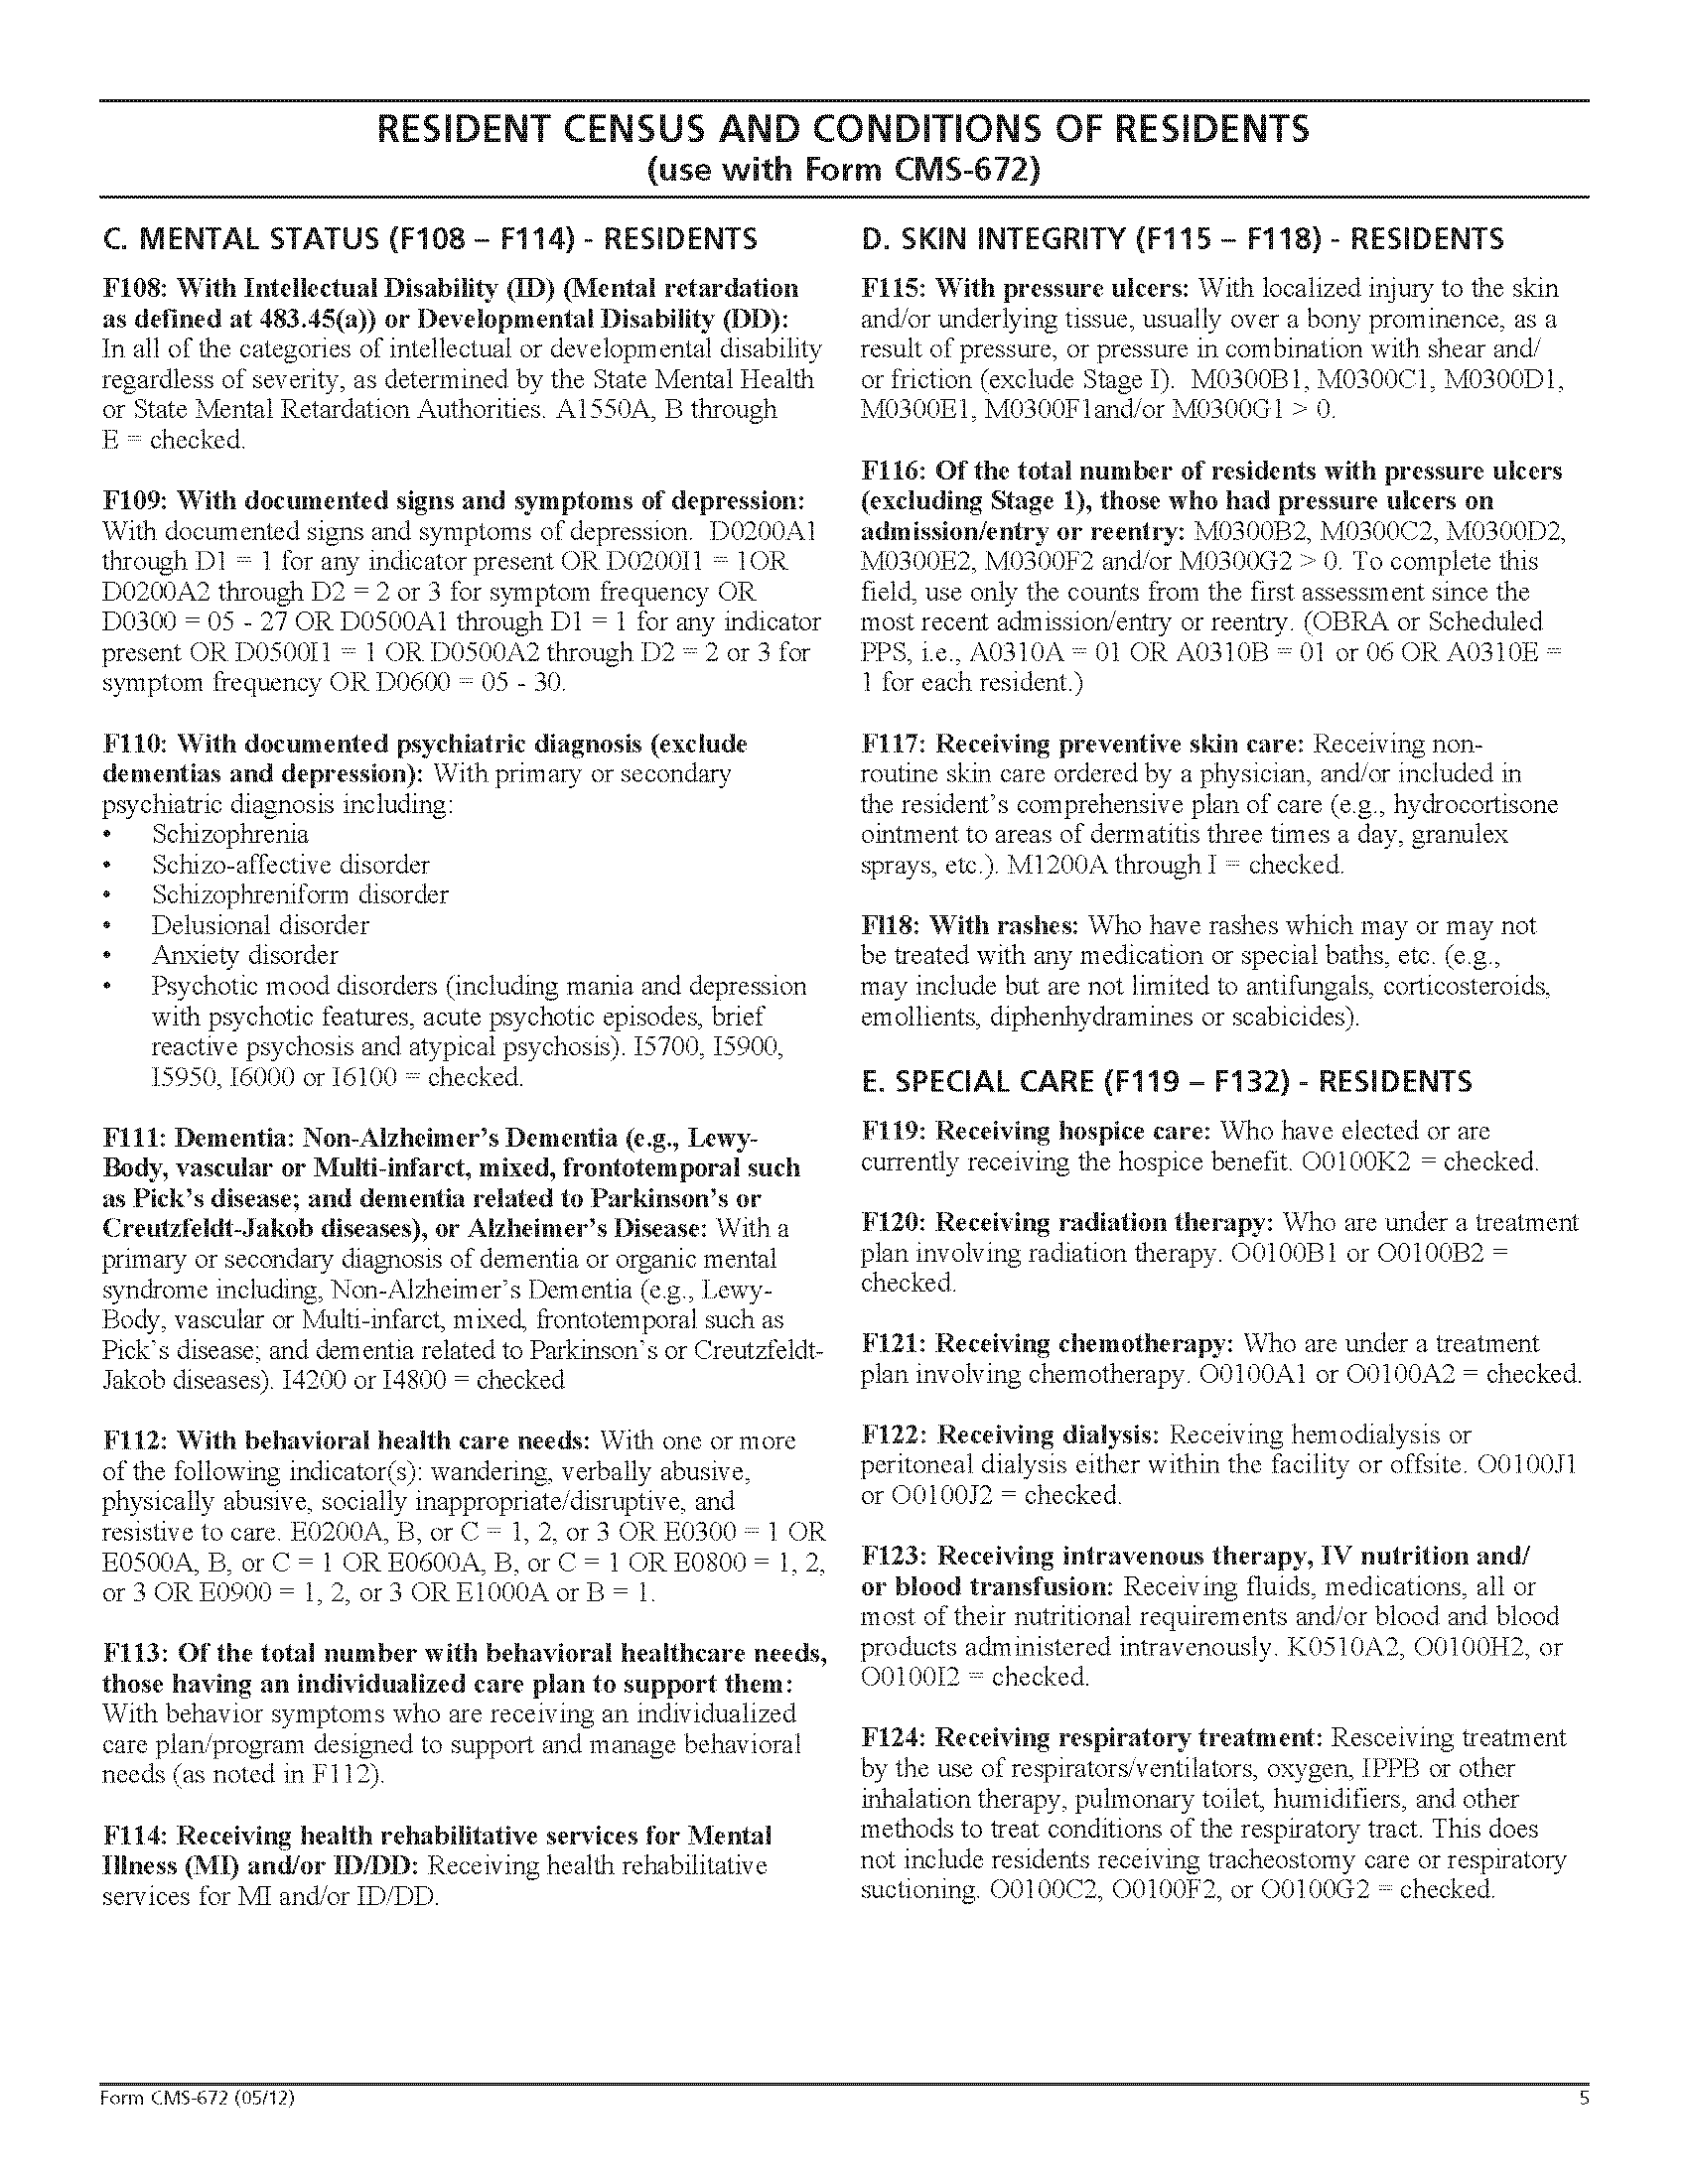 RESIDENT CENSUS AND CONDITIONS OF RESIDENTS
(use with Form CMS-672)
C. MENTAL STATUS (F108 – F114) - RESIDENTS
F108: With Intellectual Disability (ID) (Mental retardation
as defined at 483.45(a)) or Developmental Disability (DD):
In all of the categories of intellectual or developmental disability
regardless of severity, as determined by the State Mental Health
or State Mental Retardation Authorities. A1550A, B through
E = checked.
F109: With documented signs and symptoms of depression:
With documented signs and symptoms of depression.  D0200A1
through D1 = 1 for any indicator present OR D0200I1 = 1OR
D0200A2 through D2 = 2 or 3 for symptom frequency OR
D0300 = 05 - 27 OR D0500A1 through D1 = 1 for any indicator
present OR D0500I1 = 1 OR D0500A2 through D2 = 2 or 3 for
symptom frequency OR D0600 = 05 - 30.
F110: With documented psychiatric diagnosis (exclude
dementias and depression): With primary or secondary
psychiatric diagnosis including:
• Schizophrenia
• Schizo-affective disorder
• Schizophreniform disorder
• Delusional disorder
• Anxiety disorder
• Psychotic mood disorders (including mania and depression
with psychotic features, acute psychotic episodes, brief
reactive psychosis and atypical psychosis). I5700, I5900,
I5950, I6000 or I6100 = checked.
F111: Dementia: Non-Alzheimer's Dementia (e.g., Lewy-
Body, vascular or Multi-infarct, mixed, frontotemporal such
as Pick's disease; and dementia related to Parkinson's or
Creutzfeldt-Jakob diseases), or Alzheimer's Disease: With a
primary or secondary diagnosis of dementia or organic mental
syndrome including, Non-Alzheimer's Dementia (e.g., Lewy-
Body, vascular or Multi-infarct, mixed, frontotemporal such as
Pick's disease; and dementia related to Parkinson's or Creutzfeldt-
Jakob diseases). I4200 or I4800 = checked
F112: With behavioral health care needs: With one or more
of the following indicator(s): wandering, verbally abusive,
physically abusive, socially inappropriate/disruptive, and
resistive to care. E0200A, B, or C = 1, 2, or 3 OR E0300 = 1 OR
E0500A, B, or C = 1 OR E0600A, B, or C = 1 OR E0800 = 1, 2,
or 3 OR E0900 = 1, 2, or 3 OR E1000A or B = 1.
F113: Of the total number with behavioral healthcare needs,
those having an individualized care plan to support them:
With behavior symptoms who are receiving an individualized
care plan/program designed to support and manage behavioral
needs (as noted in F112).
F114: Receiving health rehabilitative services for Mental
Illness (MI) and/or ID/DD: Receiving health rehabilitative
services for MI and/or ID/DD.
D. SKIN INTEGRITY (F115 – F118) - RESIDENTS
F115: With pressure ulcers: With localized injury to the skin
and/or underlying tissue, usually over a bony prominence, as a
result of pressure, or pressure in combination with shear and/
or friction (exclude Stage I).  M0300B1, M0300C1, M0300D1,
M0300E1, M0300F1and/or M0300G1 > 0.
F116: Of the total number of residents with pressure ulcers
(excluding Stage 1), those who had pressure ulcers on
admission/entry or reentry: M0300B2, M0300C2, M0300D2,
M0300E2, M0300F2 and/or M0300G2 > 0. To complete this
field, use only the counts from the first assessment since the
most recent admission/entry or reentry. (OBRA or Scheduled
PPS, i.e., A0310A = 01 OR A0310B = 01 or 06 OR A0310E =
1 for each resident.)
F117: Receiving preventive skin care: Receiving non-
routine skin care ordered by a physician, and/or included in
the resident's comprehensive plan of care (e.g., hydrocortisone
ointment to areas of dermatitis three times a day, granulex
sprays, etc.). M1200A through I = checked.
Fl18: With rashes: Who have rashes which may or may not
be treated with any medication or special baths, etc. (e.g.,
may include but are not limited to antifungals, corticosteroids,
emollients, diphenhydramines or scabicides).
E. SPECIAL CARE (F119 – F132) - RESIDENTS
F119: Receiving hospice care: Who have elected or are
currently receiving the hospice benefit. O0100K2 = checked.
F120: Receiving radiation therapy: Who are under a treatment
plan involving radiation therapy. O0100B1 or O0100B2 =
checked.
F121: Receiving chemotherapy: Who are under a treatment
plan involving chemotherapy. O0100A1 or O0100A2 = checked.
F122: Receiving dialysis: Receiving hemodialysis or
peritoneal dialysis either within the facility or offsite. O0100J1
or O0100J2 = checked.
F123: Receiving intravenous therapy, IV nutrition and/
or blood transfusion: Receiving fluids, medications, all or
most of their nutritional requirements and/or blood and blood
products administered intravenously. K0510A2, O0100H2, or
O0100I2 = checked.
F124: Receiving respiratory treatment: Resceiving treatment
by the use of respirators/ventilators, oxygen, IPPB or other
inhalation therapy, pulmonary toilet, humidifiers, and other
methods to treat conditions of the respiratory tract. This does
not include residents receiving tracheostomy care or respiratory
suctioning. O0100C2, O0100F2, or O0100G2 = checked.
Form CMS-672 (05/12)
5